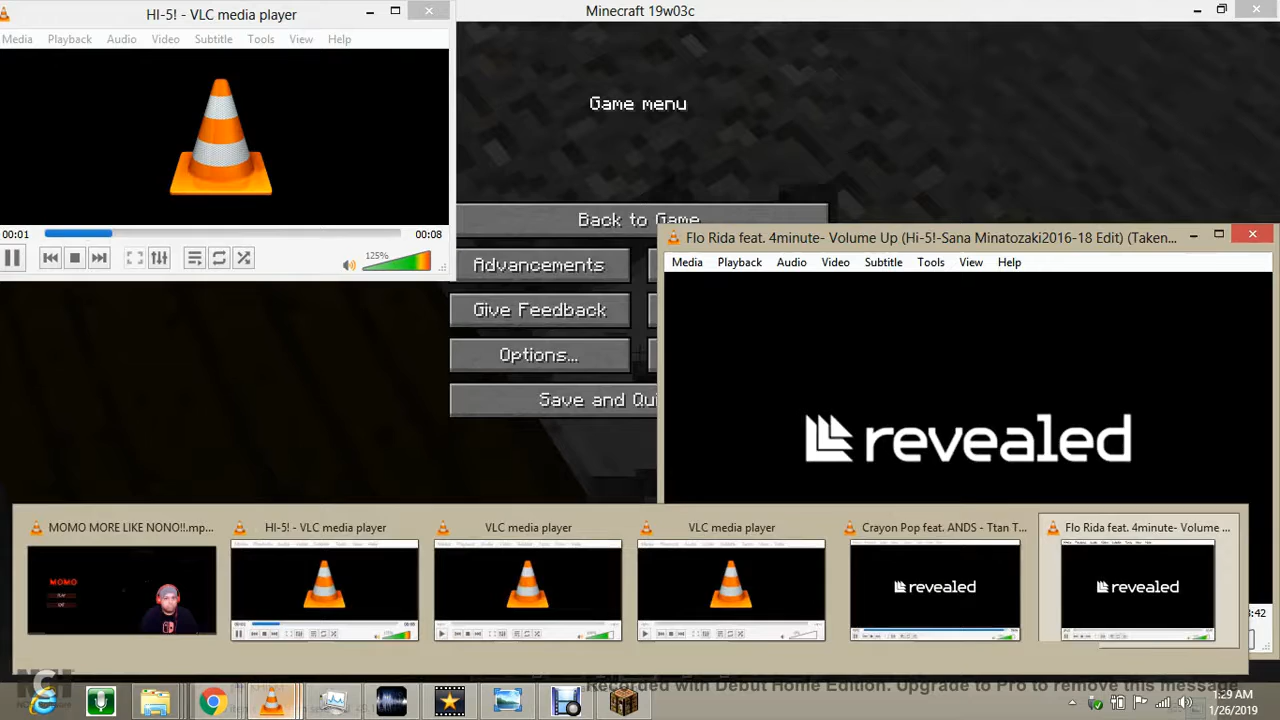 HI-5! - VLC media player
Media Playback Audio Video Subtitle Tools View Help
00:01
00:08
125%
Minecraft 19w03c
Game menu
Back to Game
Advancements
Give Feedback
Options...
Save and Qui
Flo Rida feat. 4minute- Volume Up (Hi-5!-Sana Minatozaki2016-18 Edit) (Taken...
Media Playback Audio Video Subtitle Tools View Help
revealed
:42
MOMO MORE LIKE NONO!!.mp...
HI-5! - VLC media player
VLC media player
VLC media player
Crayon Pop feat. ANDS - Ttan T...
Flo Rida feat. 4minute- Volume ...
MOMO
revealed
revealed
Recorded with Debut Home Edition. Upgrade to Pro to remove this message
1:29 AM
1/26/2019